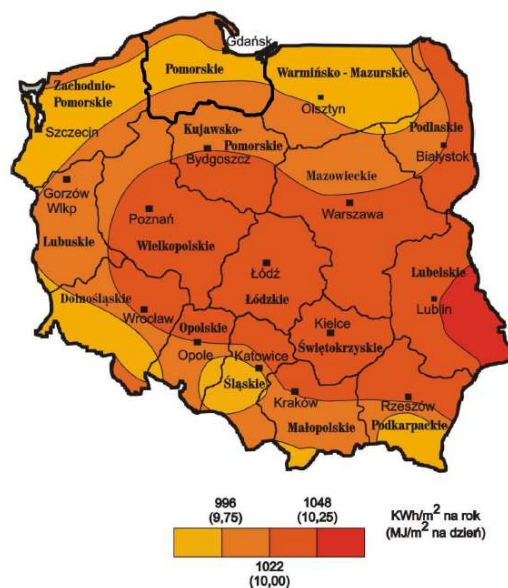 Gdańsk
Zachodnio-
Pomorskie
Pomorskie
Warmińsko - Mazurskie
Olsztyn
Szczecin
Kujawsko-
Pomorskie
Bydgoszcz
Podlaskie
Białystok
Mazowieckie
Gorzów
Wlkp
Poznań
Warszawa
Lubuskie
Wielkopolskie
Łódź
Łódzkie
Lubelskie
Lublin
Dolnośląskie
Wrocław
Opolskie
Opole
Kielce
Świętokrzyskie
Katowice
Śląskie
Kraków
Rzeszów
Małopolskie
Podkarpackie
996
(9,75)
1048
(10,25)
KWh/m² na rok
(MJ/m² na dzień)
1022
(10,00)